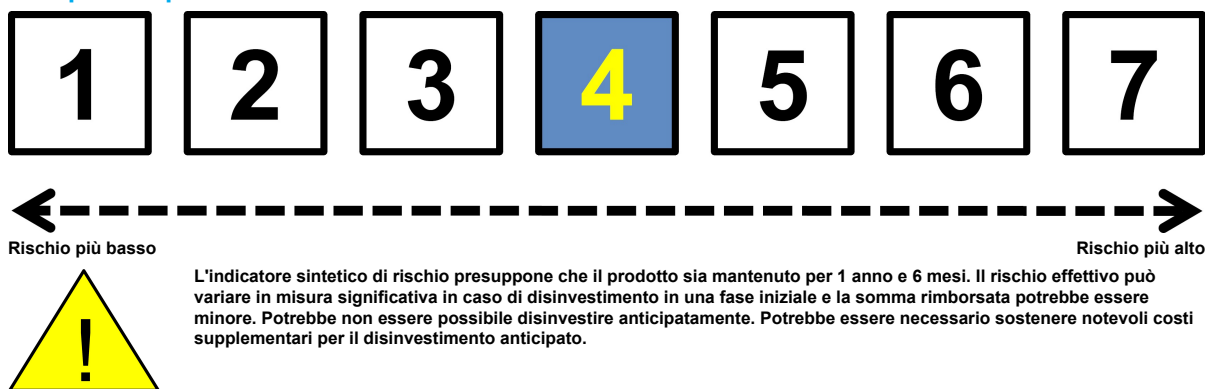 1 2 3 4 5 6 7
Rischio più basso Rischio più alto
L'indicatore sintetico di rischio presuppone che il prodotto sia mantenuto per 1 anno e 6 mesi. Il rischio effettivo può
variare in misura significativa in caso di disinvestimento in una fase iniziale e la somma rimborsata potrebbe essere
minore. Potrebbe non essere possibile disinvestire anticipatamente. Potrebbe essere necessario sostenere notevoli costi
supplementari per il disinvestimento anticipato.
!